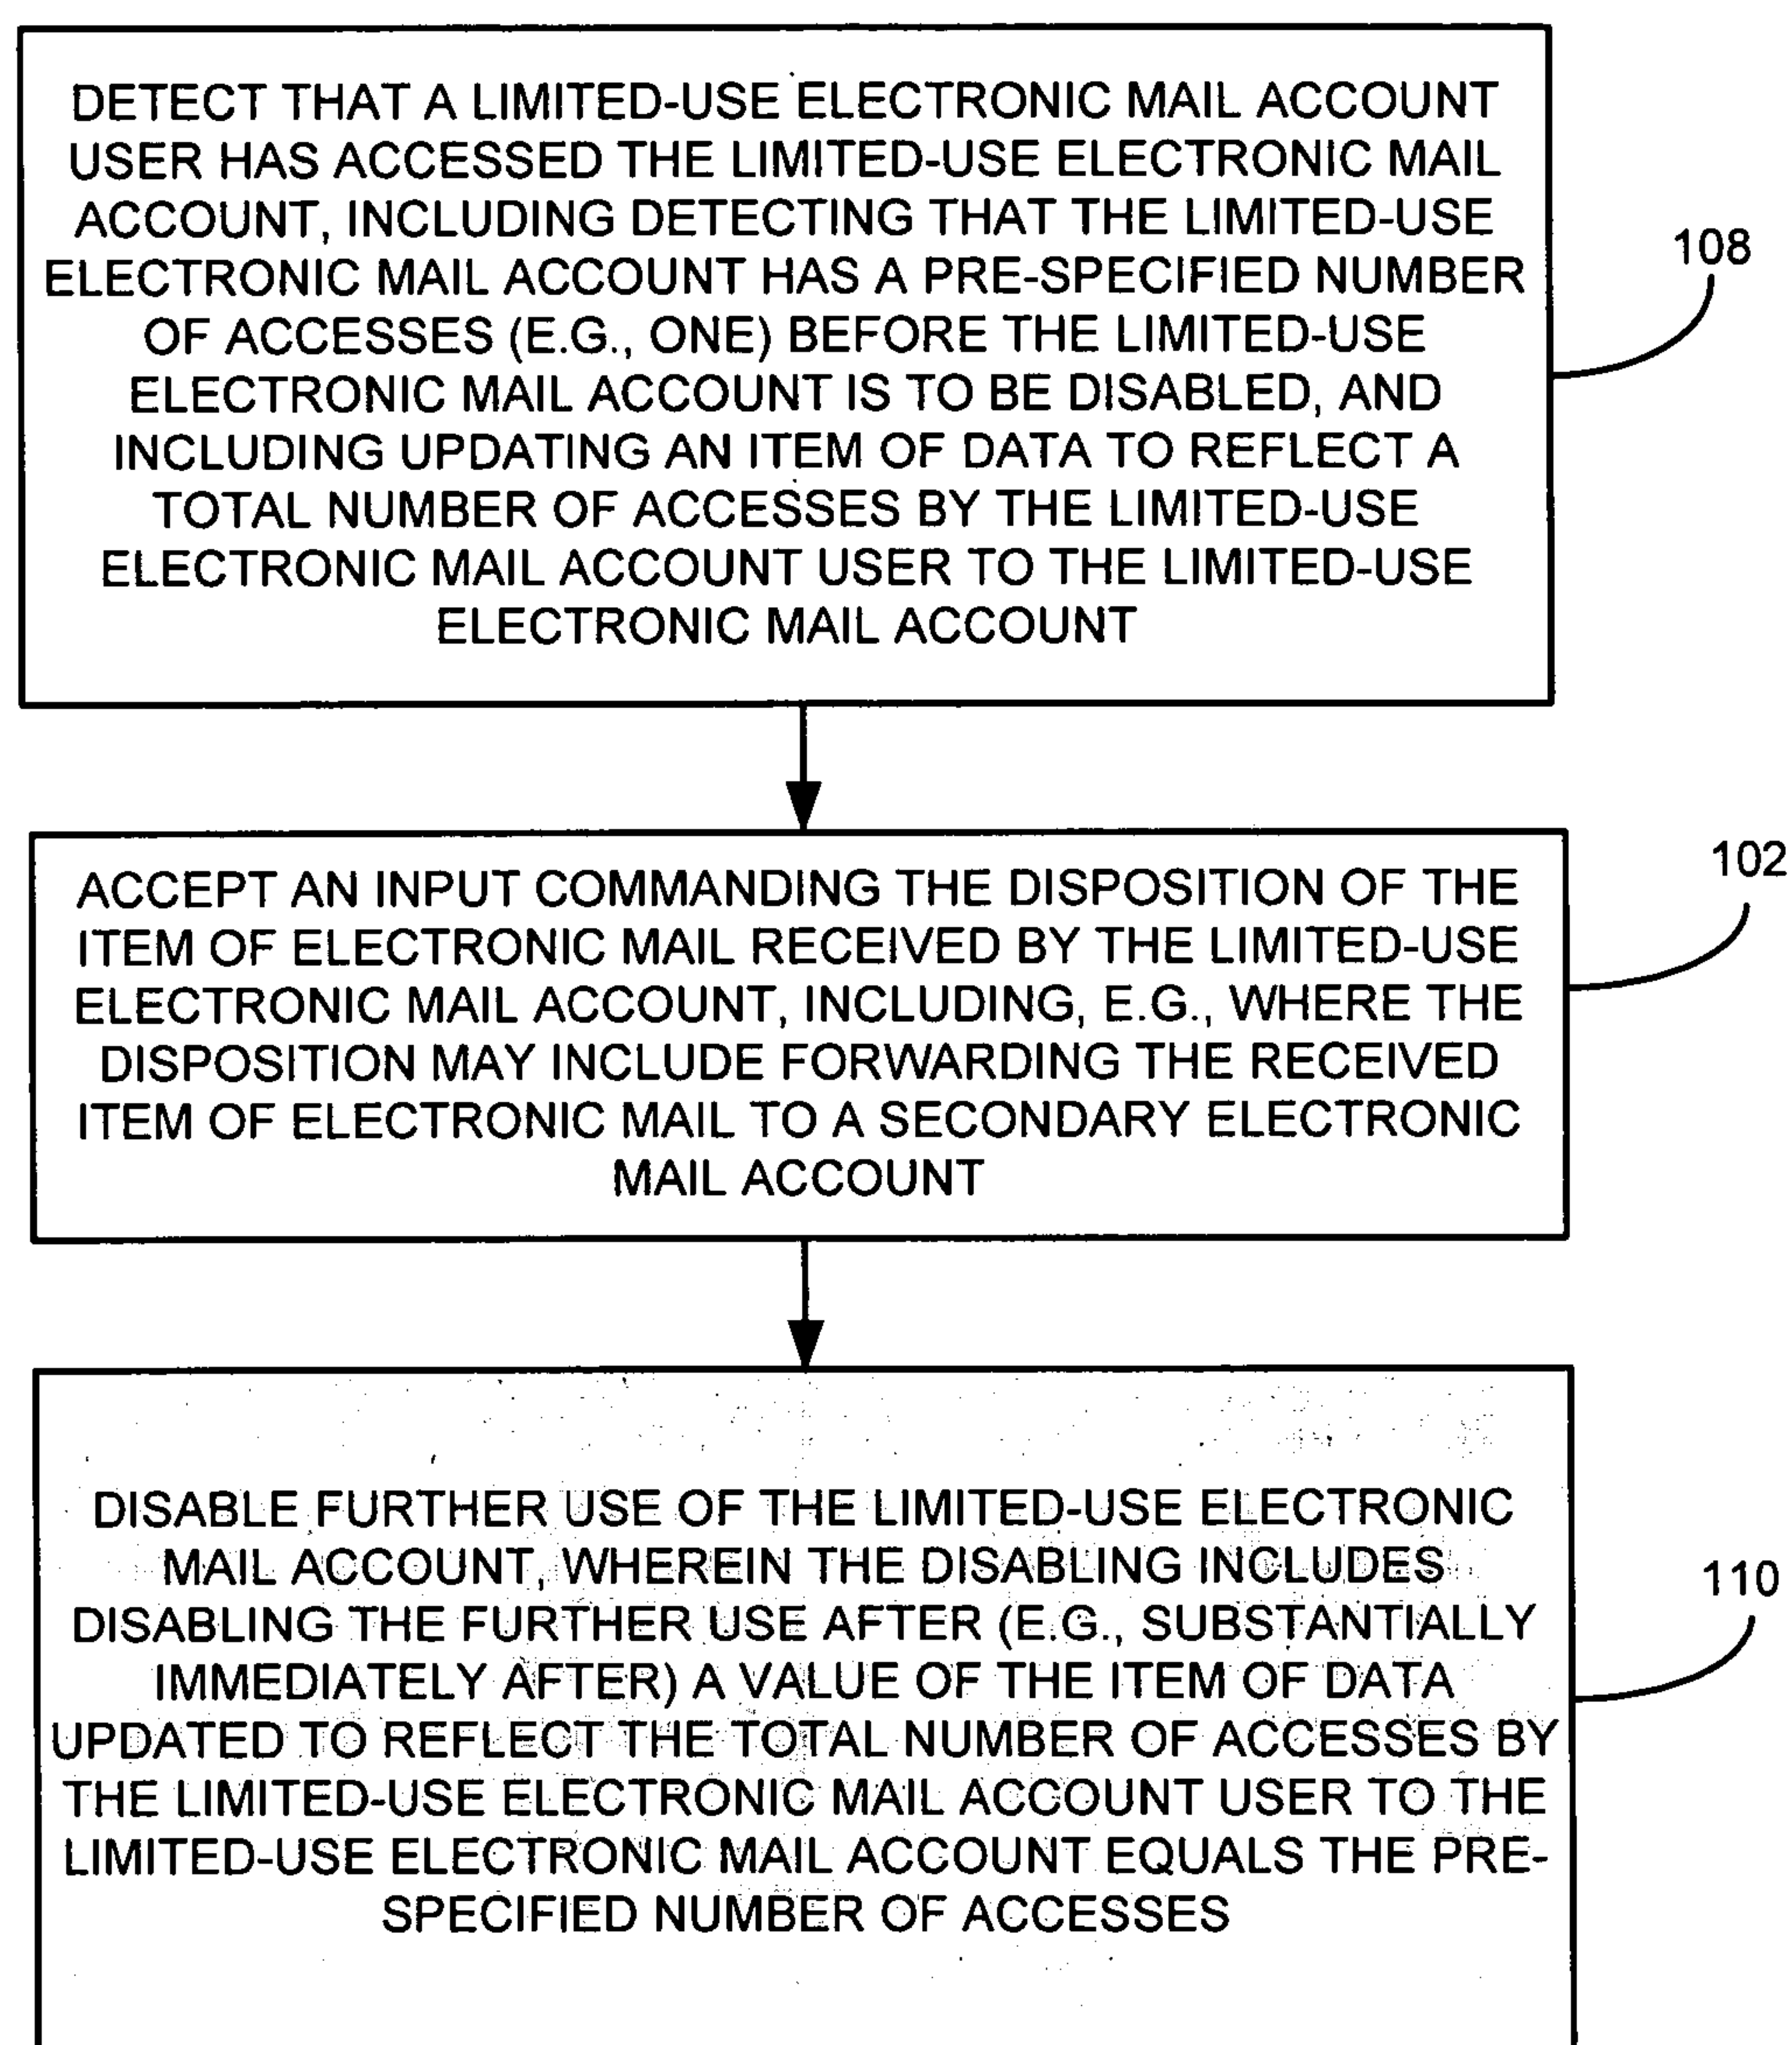 DETECT THAT A LIMITED-USE ELECTRONIC MAIL ACCOUNT
USER HAS ACCESSED THE LIMITED-USE ELECTRONIC MAIL
ACCOUNT, INCLUDING DETECTING THAT THE LIMITED-USE
ELECTRONIC MAIL ACCOUNT HAS A PRE-SPECIFIED NUMBER
OF ACCESSES (E.G., ONE) BEFORE THE LIMITED-USE
ELECTRONIC MAIL ACCOUNT IS TO BE DISABLED, AND
INCLUDING UPDATING AN ITEM OF DATA TO REFLECT A
TOTAL NUMBER OF ACCESSES BY THE LIMITED-USE
ELECTRONIC MAIL ACCOUNT USER TO THE LIMITED-USE
ELECTRONIC MAIL ACCOUNT
108
ACCEPT AN INPUT COMMANDING THE DISPOSITION OF THE
ITEM OF ELECTRONIC MAIL RECEIVED BY THE LIMITED-USE
ELECTRONIC MAIL ACCOUNT, INCLUDING, E.G., WHERE THE
DISPOSITION MAY INCLUDE FORWARDING THE RECEIVED
ITEM OF ELECTRONIC MAIL TO A SECONDARY ELECTRONIC
MAIL ACCOUNT
102
DISABLE FURTHER USE OF THE LIMITED-USE ELECTRONIC
MAIL ACCOUNT, WHEREIN THE DISABLING INCLUDES
DISABLING THE FURTHER USE AFTER (E.G., SUBSTANTIALLY
IMMEDIATELY AFTER) A VALUE OF THE ITEM OF DATA
UPDATED TO REFLECT THE TOTAL NUMBER OF ACCESSES BY
THE LIMITED-USE ELECTRONIC MAIL ACCOUNT USER TO THE
LIMITED-USE ELECTRONIC MAIL ACCOUNT EQUALS THE PRE-
SPECIFIED NUMBER OF ACCESSES
110